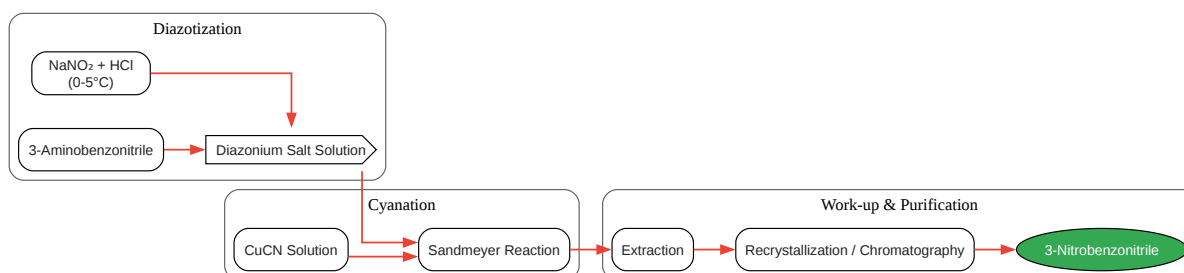 Diazotization
NaNO₂ + HCl
(0-5°C)
3-Aminobenzonitrile
Diazonium Salt Solution
Cyanation
CuCN Solution
Sandmeyer Reaction
Work-up & Purification
Extraction
Recrystallization / Chromatography
3-Nitrobenzonitrile